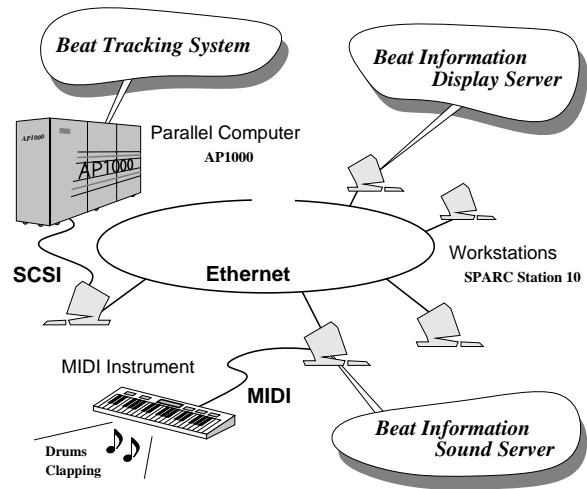 Beat Tracking System
Beat Information
Display Server
AP1000
AP1000
Parallel Computer
AP1000
Workstations
SPARC Station 10
SCSI
Ethernet
MIDI Instrument
MIDI
Drums
Clapping
Beat Information
Sound Server